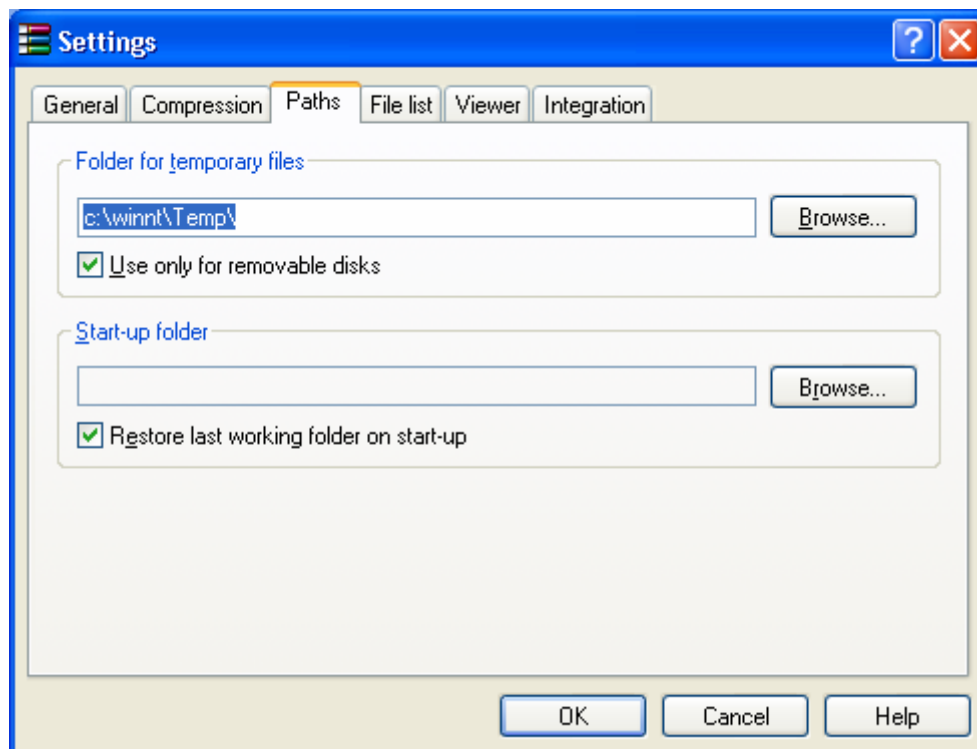 Settings
General Compression Paths File list Viewer Integration
Folder for temporary files
c:\winnt\Temp\ Browse...
Use only for removable disks
Start-up folder
Browse...
Restore last working folder on start-up
OK Cancel Help